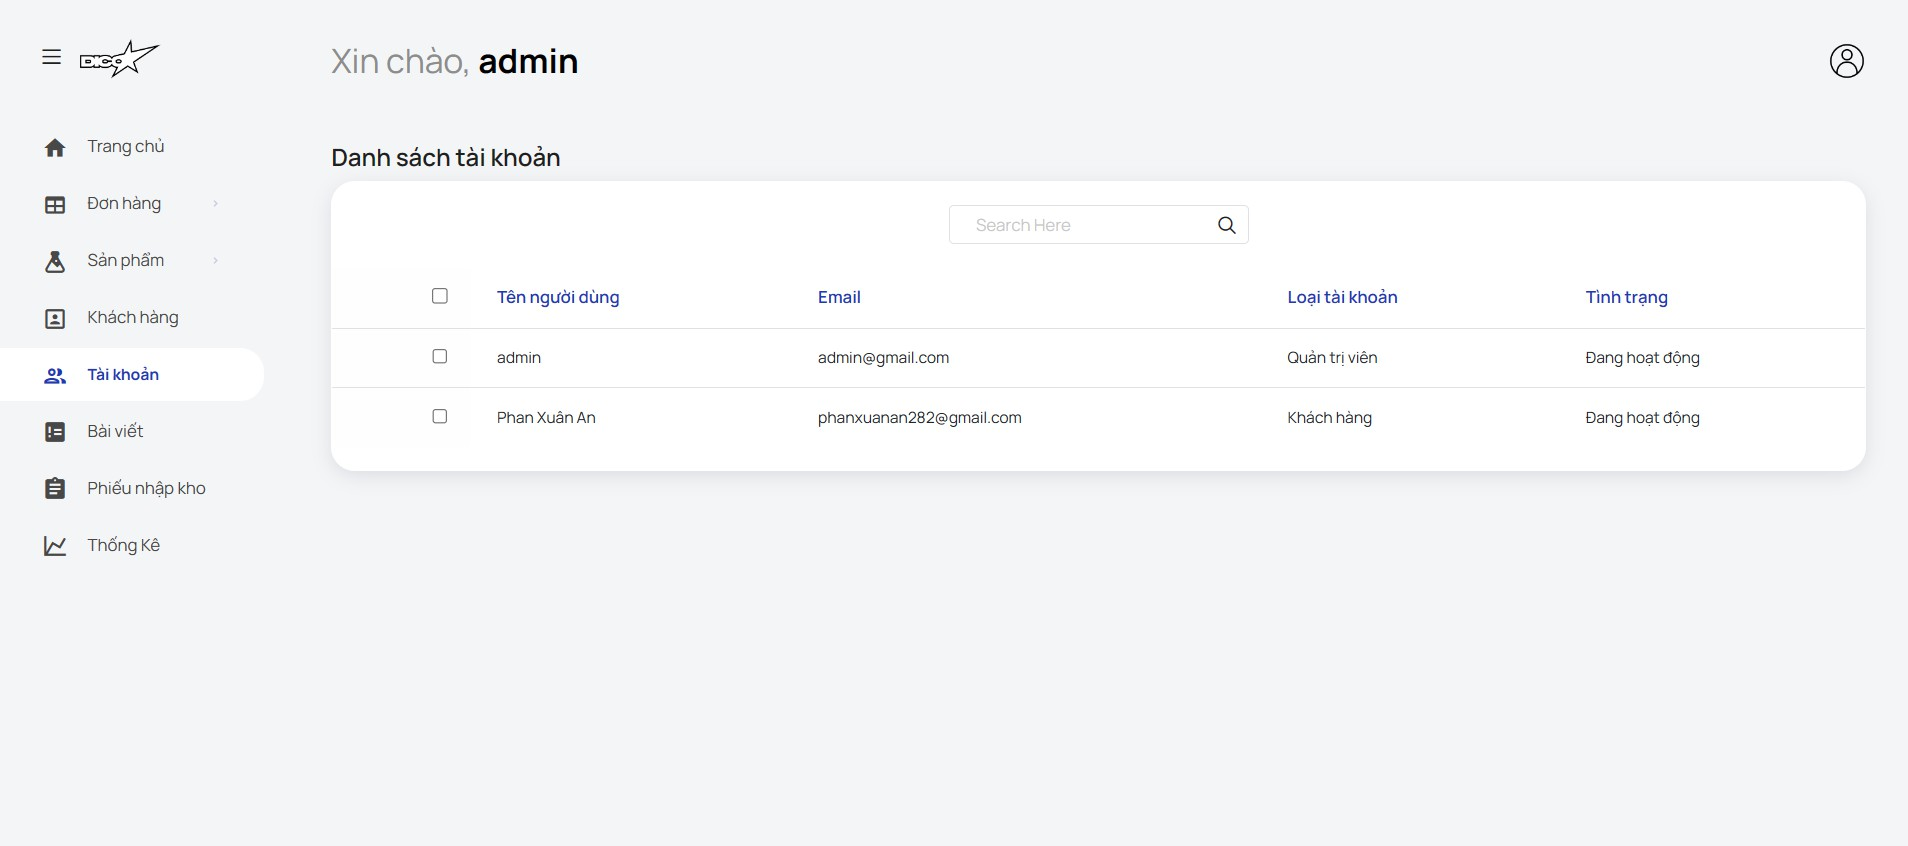 DICO
Xin chào, admin
Trang chủ
Đơn hàng
Sản phẩm
Khách hàng
Tài khoản
Bài viết
Phiếu nhập kho
Thống Kê
Danh sách tài khoản
Search Here
Tên người dùng Email Loại tài khoản Tình trạng
admin admin@gmail.com Quản trị viên Đang hoạt động
Phan Xuân An phanxuanan282@gmail.com Khách hàng Đang hoạt động